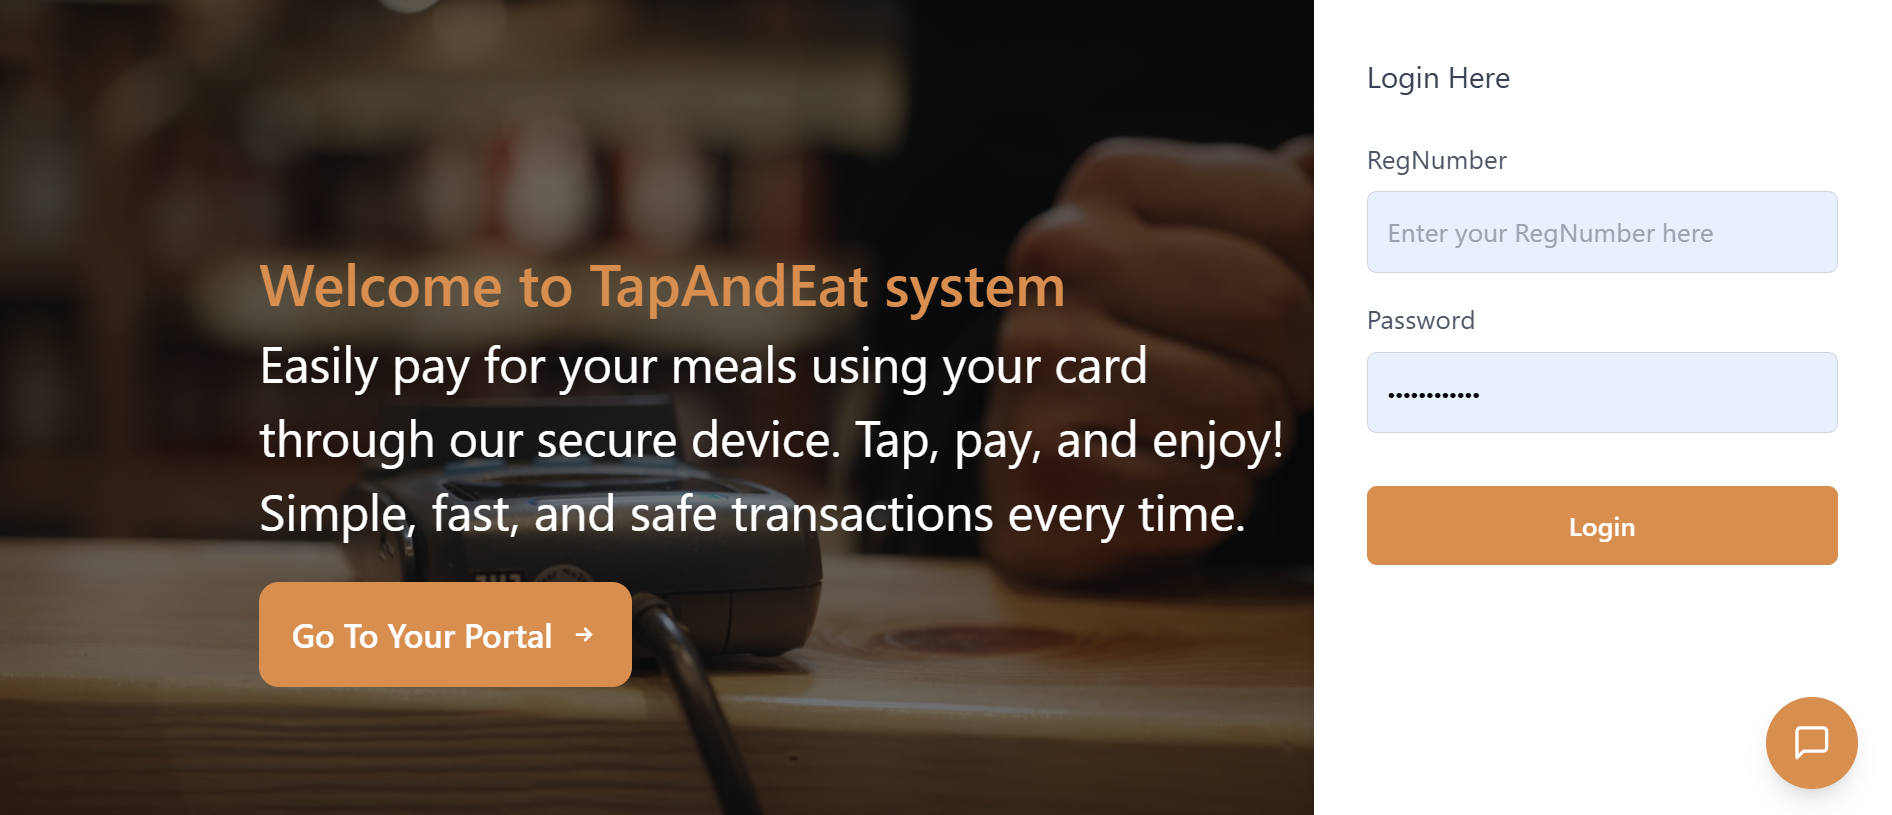 Welcome to TapAndEat system
Easily pay for your meals using your card
through our secure device. Tap, pay, and enjoy!
Simple, fast, and safe transactions every time.
Go To Your Portal →
Login Here
RegNumber
Enter your RegNumber here
Password
••••••••••••
Login